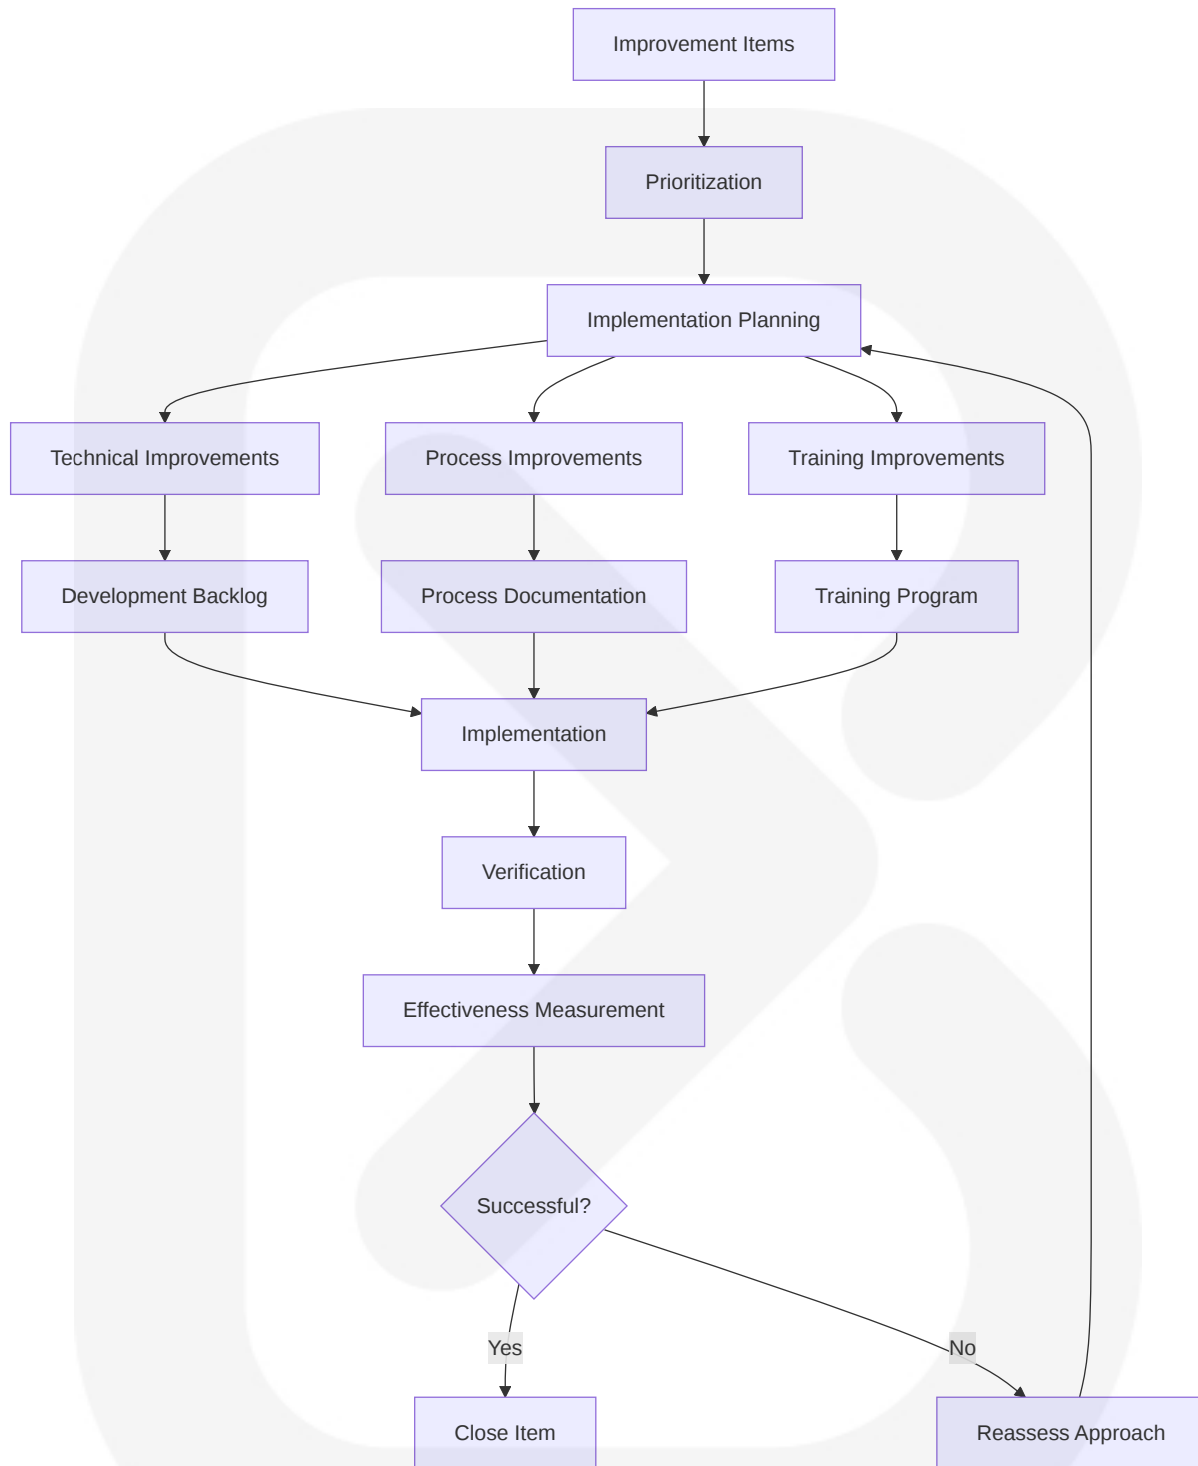 Improvement Items
Prioritization
Implementation Planning
Technical Improvements
Process Improvements
Training Improvements
Development Backlog
Process Documentation
Training Program
Implementation
Verification
Effectiveness Measurement
Successful?
Yes
No
Close Item
Reassess Approach